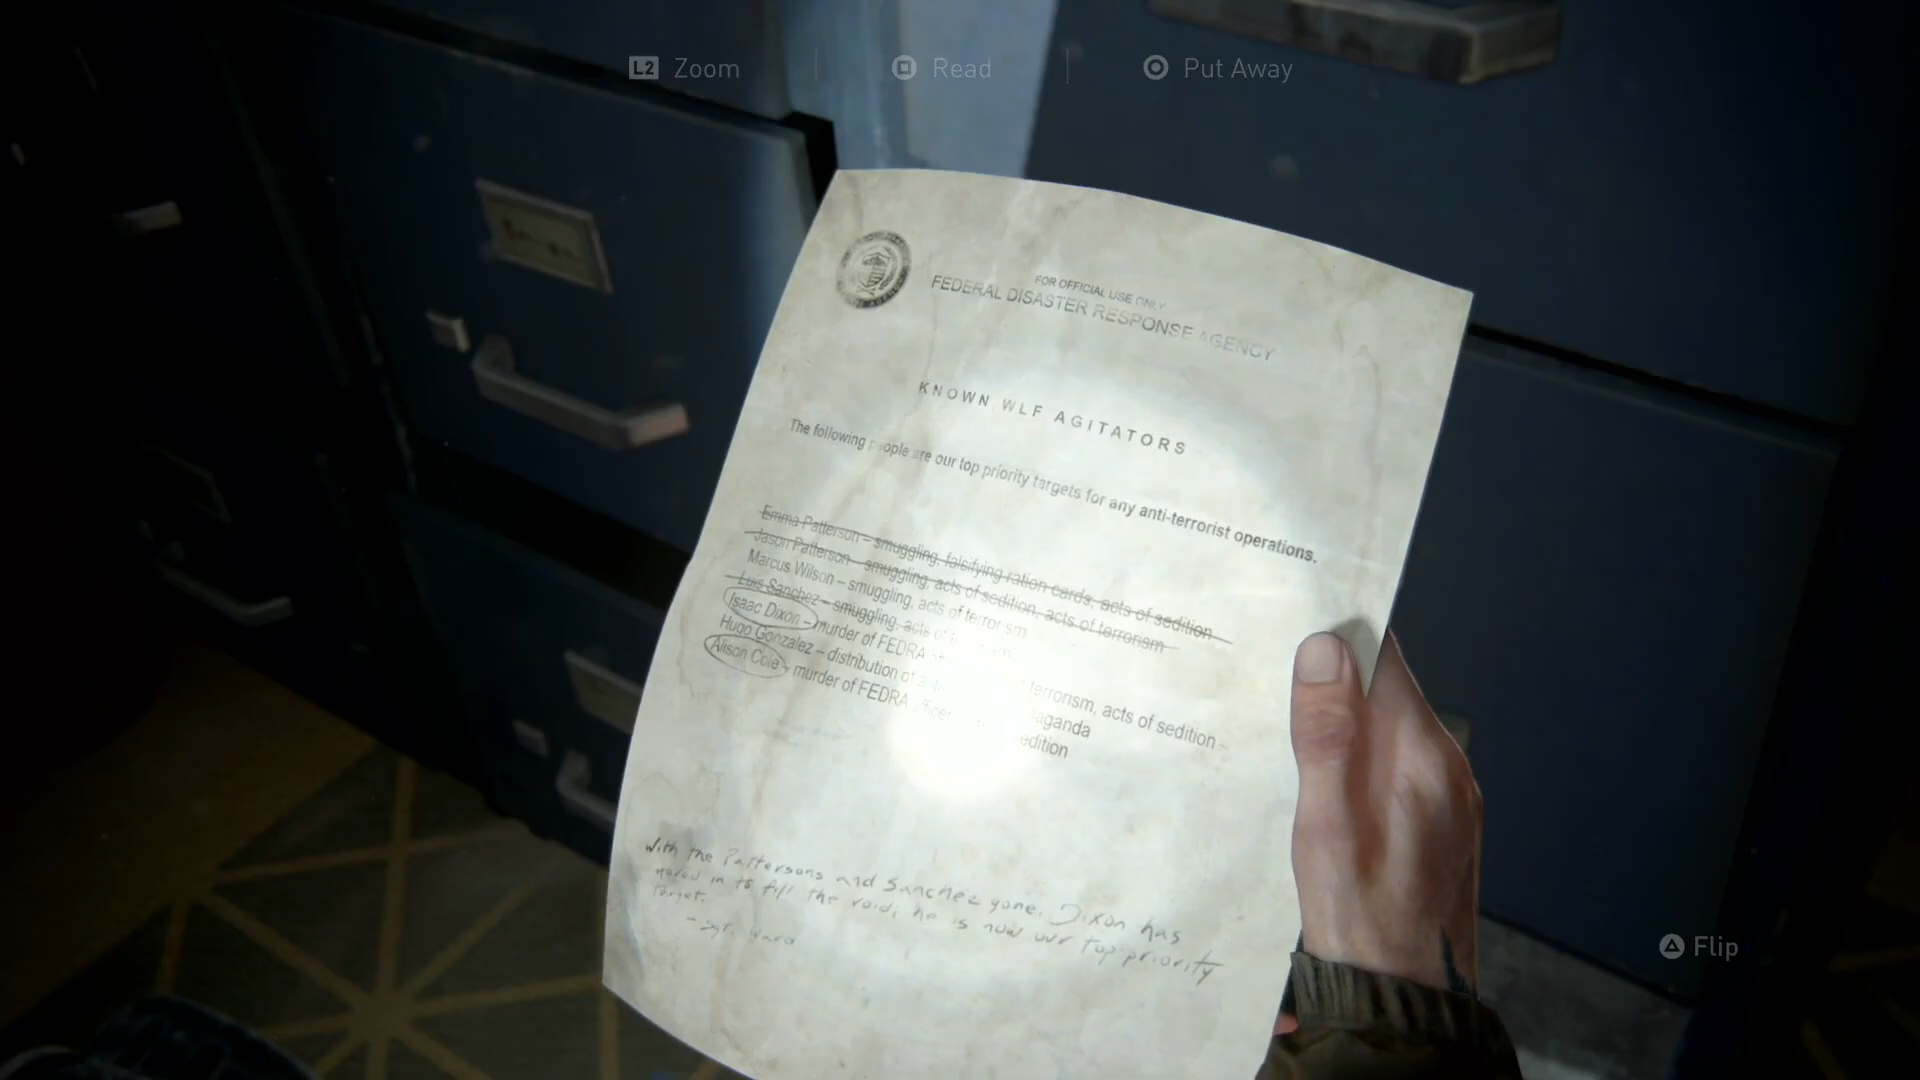 L2 Zoom
Read
Put Away
FOR OFFICIAL USE ONLY
FEDERAL DISASTER RESPONSE AGENCY
KNOWN WLF AGITATORS
The following people are our top priority targets for any anti-terrorist operations.
Emma Patterson – smuggling, falsifying ration cards, acts of sedition
Jason Patterson – smuggling, acts of sedition, acts of terrorism
Marcus Wilson – smuggling, acts of terrorism
Luis Sanchez – smuggling, acts of
Isaac Dixon – murder of FEDRA terrorism, acts of sedition
Hugo Gonzalez – distribution of
Alison Cole – murder of FEDRA sedition
With the Pattersons and Sanchez gone, Dixon has
moved in to fill the void; he is now our top priority
target.
- Sgt. Ward
Flip